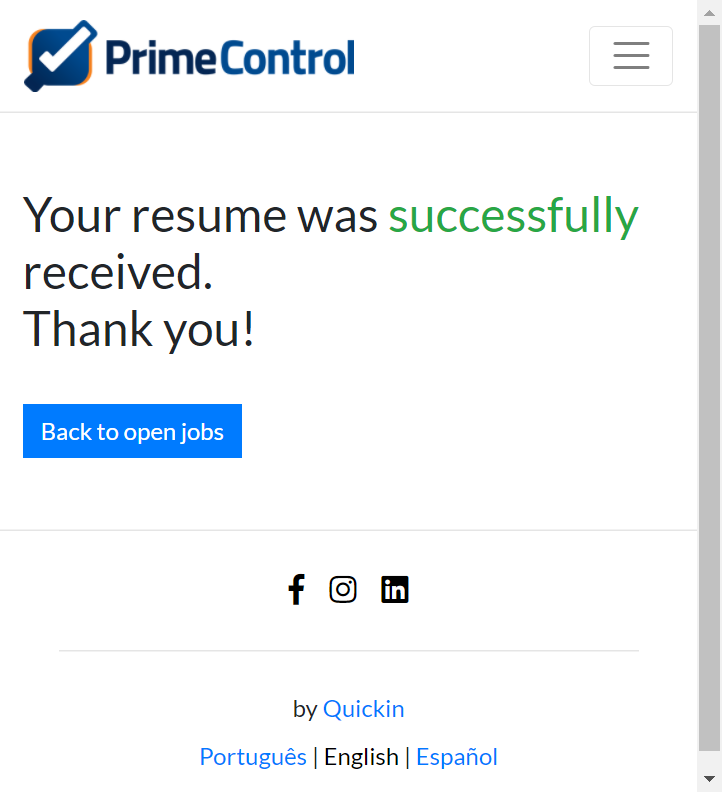 PrimeControl
Your resume was successfully
received.
Thank you!
Back to open jobs
by Quickin
Português | English | Español